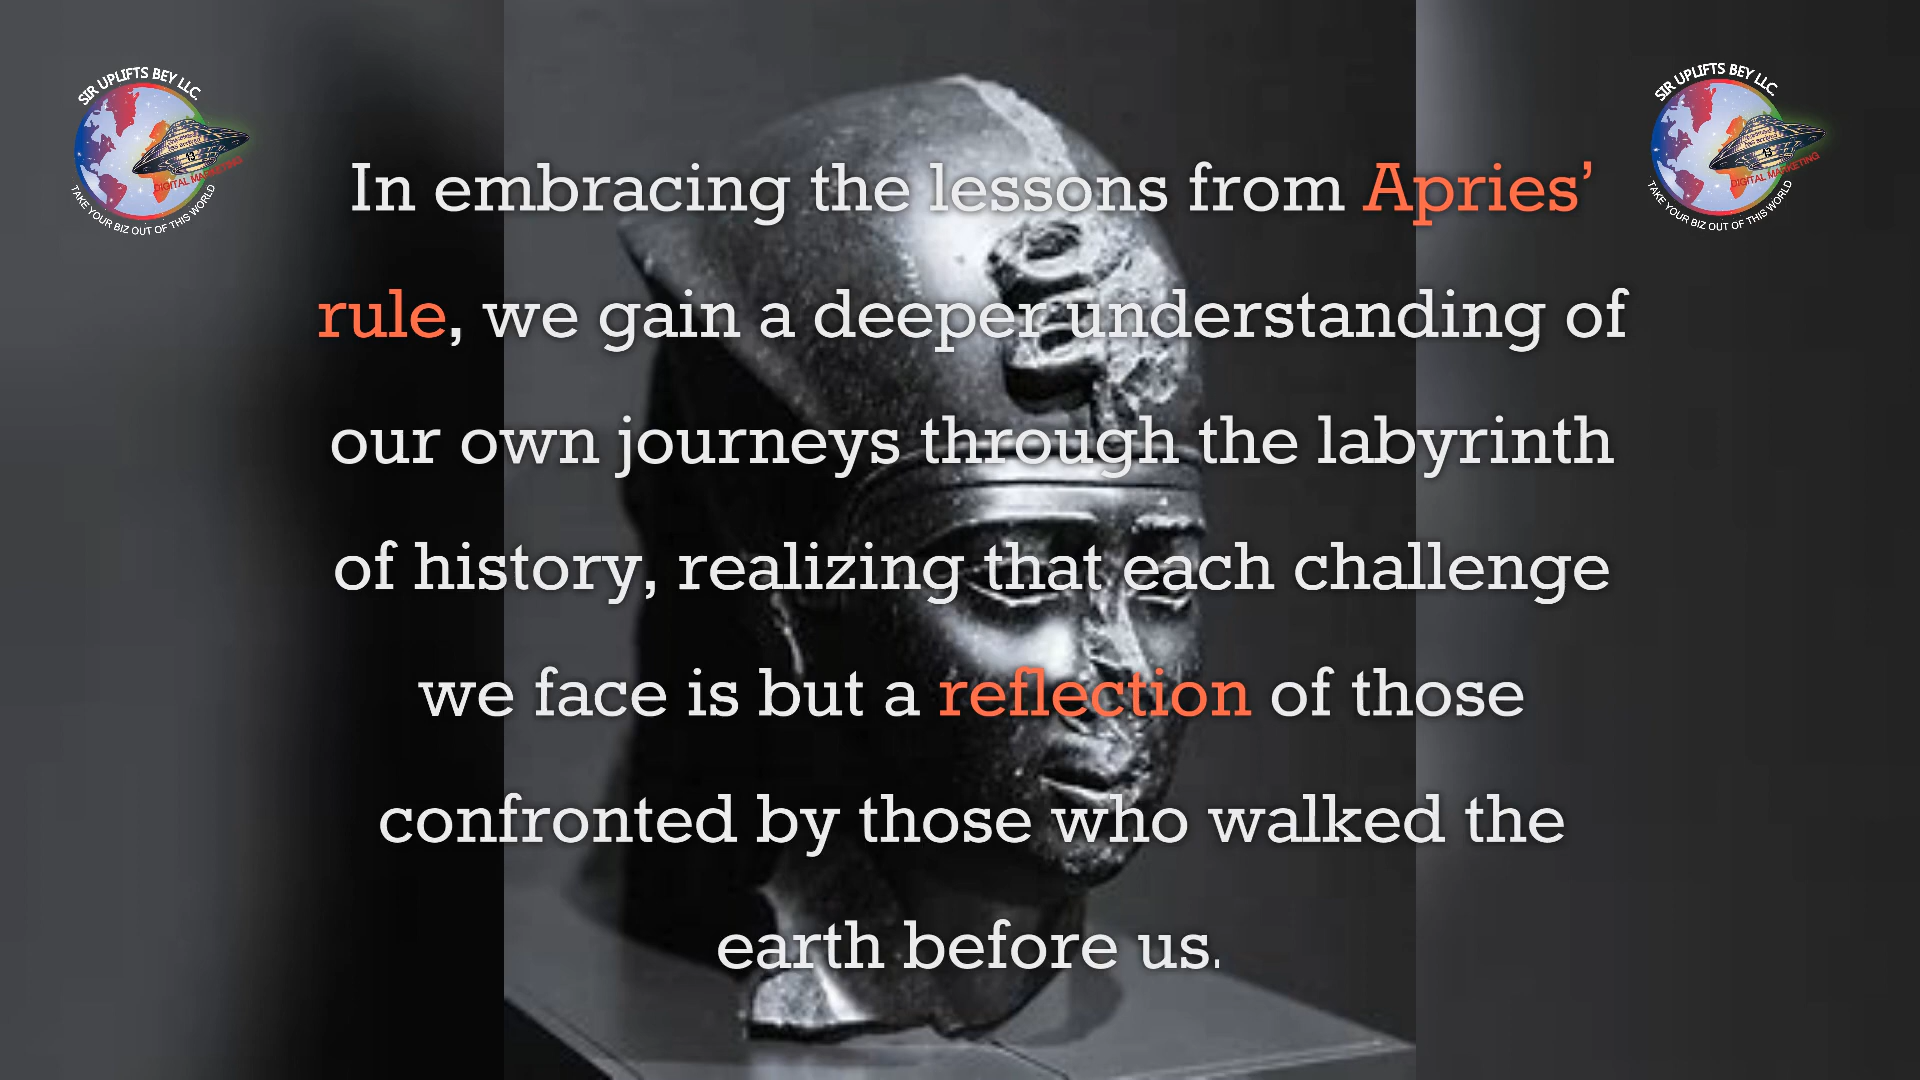 SIR UPLIFTS BEY LLC.
DIGITAL MARKETING
TAKE YOUR BIZ OUT OF THIS WORLD
SIR UPLIFTS BEY LLC.
DIGITAL MARKETING
TAKE YOUR BIZ OUT OF THIS WORLD
In embracing the lessons from Apries’
rule, we gain a deeper understanding of
our own journeys through the labyrinth
of history, realizing that each challenge
we face is but a reflection of those
confronted by those who walked the
earth before us.